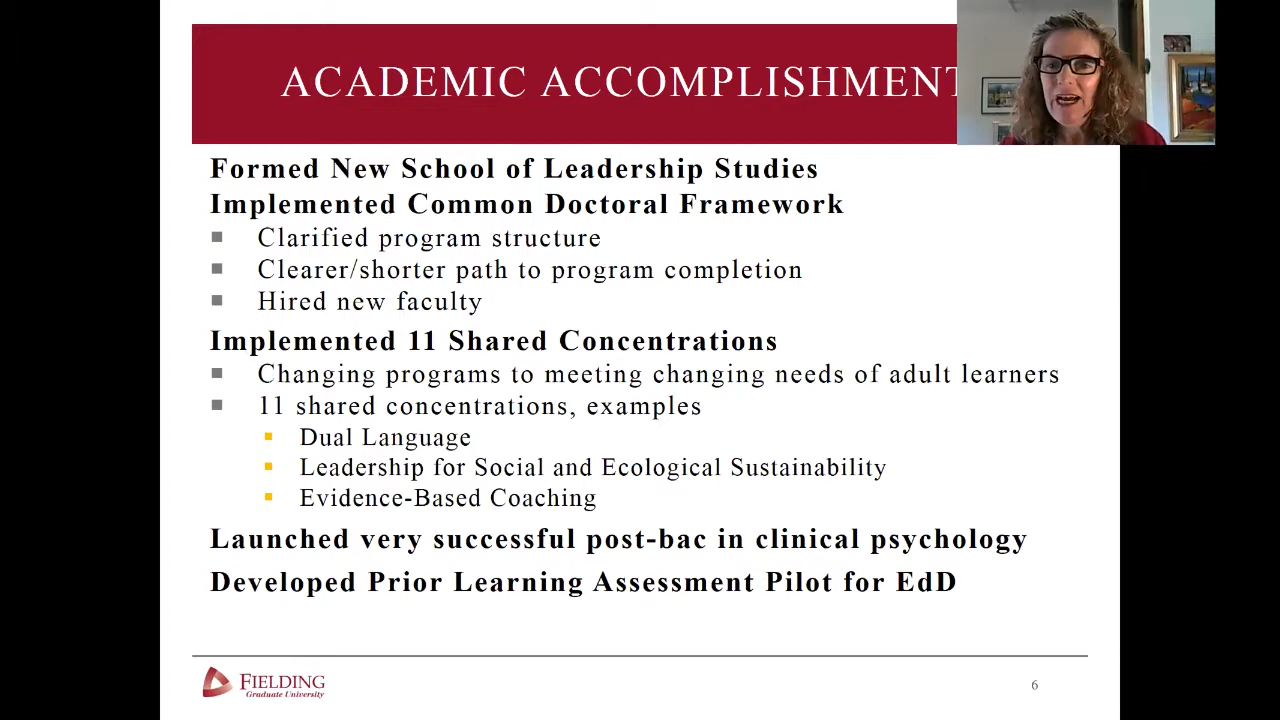 ACADEMIC ACCOMPLISHMENT
Formed New School of Leadership Studies
Implemented Common Doctoral Framework
Clarified program structure
Clearer/shorter path to program completion
Hired new faculty
Implemented 11 Shared Concentrations
Changing programs to meeting changing needs of adult learners
11 shared concentrations, examples
Dual Language
Leadership for Social and Ecological Sustainability
Evidence-Based Coaching
Launched very successful post-bac in clinical psychology
Developed Prior Learning Assessment Pilot for EdD
FIELDING
Graduate University
6